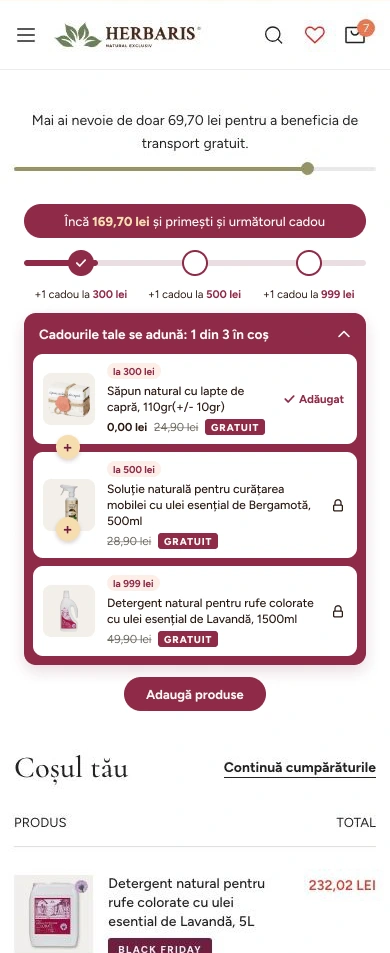 HERBARIS®
NATURAL EXCLUSIV
7
Mai ai nevoie de doar 69,70 lei pentru a beneficia de
transport gratuit.
Încă 169,70 lei și primești și următorul cadou
+1 cadou la 300 lei
+1 cadou la 500 lei
+1 cadou la 999 lei
Cadourile tale se adună: 1 din 3 în coș
la 300 lei
Săpun natural cu lapte de
capră, 110gr(+/- 10gr)
0,00 lei 24,90 lei GRATUIT
Adăugat
+
la 500 lei
Soluție naturală pentru curățarea
mobilei cu ulei esențial de Bergamotă,
500ml
28,90 lei GRATUIT
+
la 999 lei
Detergent natural pentru rufe colorate
cu ulei esențial de Lavandă, 1500ml
49,90 lei GRATUIT
Adaugă produse
Coșul tău
Continuă cumpărăturile
PRODUS
TOTAL
Detergent natural pentru
rufe colorate cu ulei
esential de Lavandă, 5L
232,02 LEI
BLACK FRIDAY